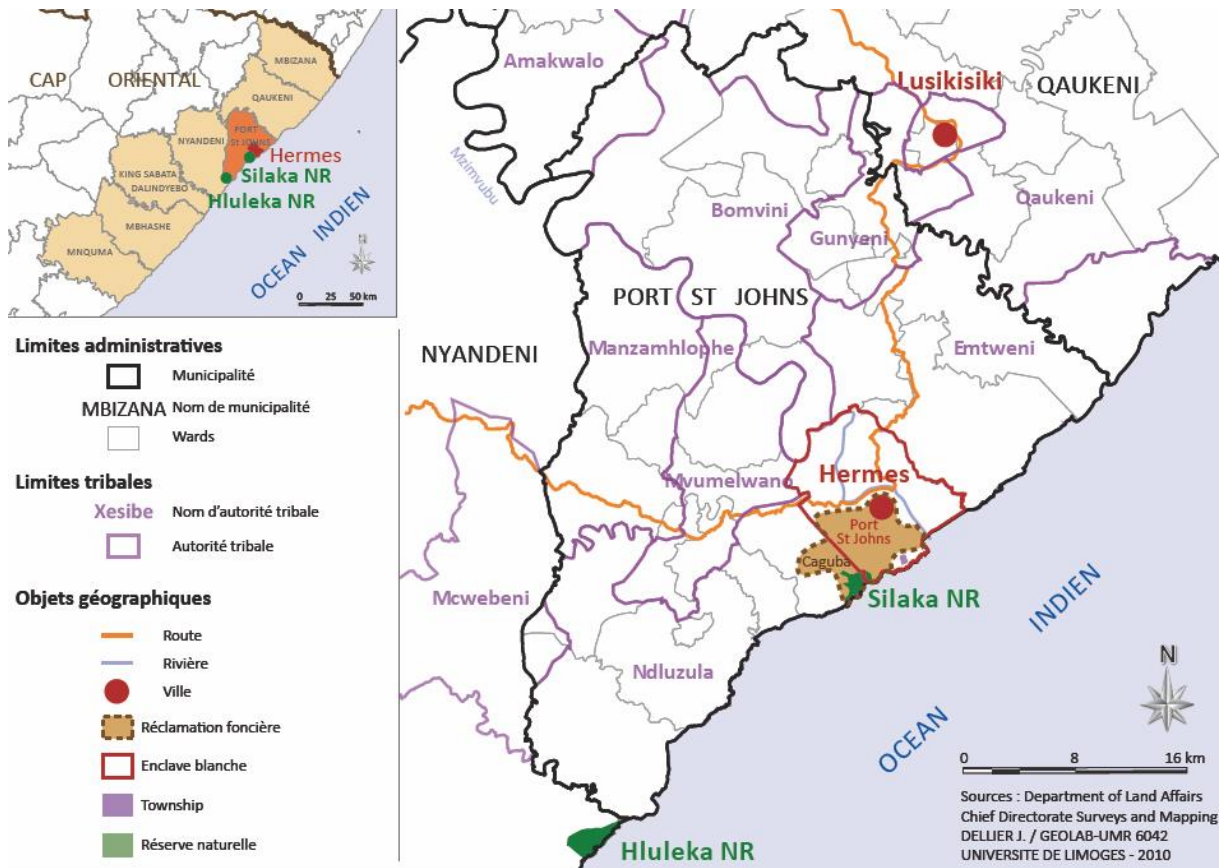 CAP ORIENTAL
MBIZANA
QAUKENI
PORT
ST JOHNS
NYANDENI
Hermes
Silaka NR
Hluleka NR
KING SABATA
DALINDYEBO
MBHASHE
MNQUMA
OCEAN INDIEN
N
0 25 50 km
Limites administratives
Municipalité
MBIZANA Nom de municipalité
Wards
Limites tribales
Xesibe Nom d'autorité tribale
Autorité tribale
Objets géographiques
Route
Rivière
Ville
Réclamation foncière
Enclave blanche
Township
Réserve naturelle
Amakwalo
Mzimvubu
Lusikisiki
QAUKENI
Bomvini
Gunyeni
Qaukeni
PORT ST JOHNS
NYANDENI
Manzamhlophe
Emtweni
Hermes
Mvumelwano
Port
St Johns
Caguba
Mcwebeni
Silaka NR
Ndluzula
Hluleka NR
OCEAN INDIEN
N
0 8 16 km
Sources : Department of Land Affairs
Chief Directorate Surveys and Mapping
DELLIER J. / GEOLAB-UMR 6042
UNIVERSITE DE LIMOGES - 2010